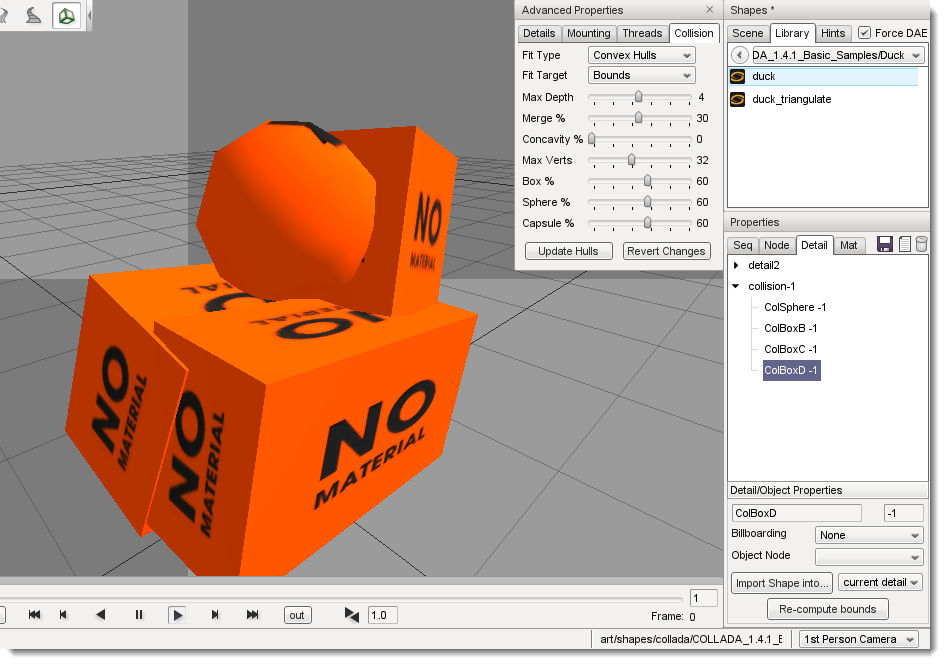 Advanced Properties
Details Mounting Threads Collision
Fit Type Convex Hulls
Fit Target Bounds
Max Depth 4
Merge % 30
Concavity % 0
Max Verts 32
Box % 60
Sphere % 60
Capsule % 60
Update Hulls Revert Changes
Shapes *
Scene Library Hints Force DAE
DA_1.4.1_Basic_Samples/Duck
duck
duck_triangulate
Properties
Seq Node Detail Mat
detail2
collision-1
ColSphere -1
ColBoxB -1
ColBoxC -1
ColBoxD -1
Detail/Object Properties
ColBoxD -1
Billboarding None
Object Node
Import Shape into... current detail
Re-compute bounds
NO
MATERIAL
NO
MATERIAL
NO
MATERIAL
NO
MATERIAL
out 1.0
1
Frame: 0
art/shapes/collada/COLLADA_1.4.1_E 1st Person Camera